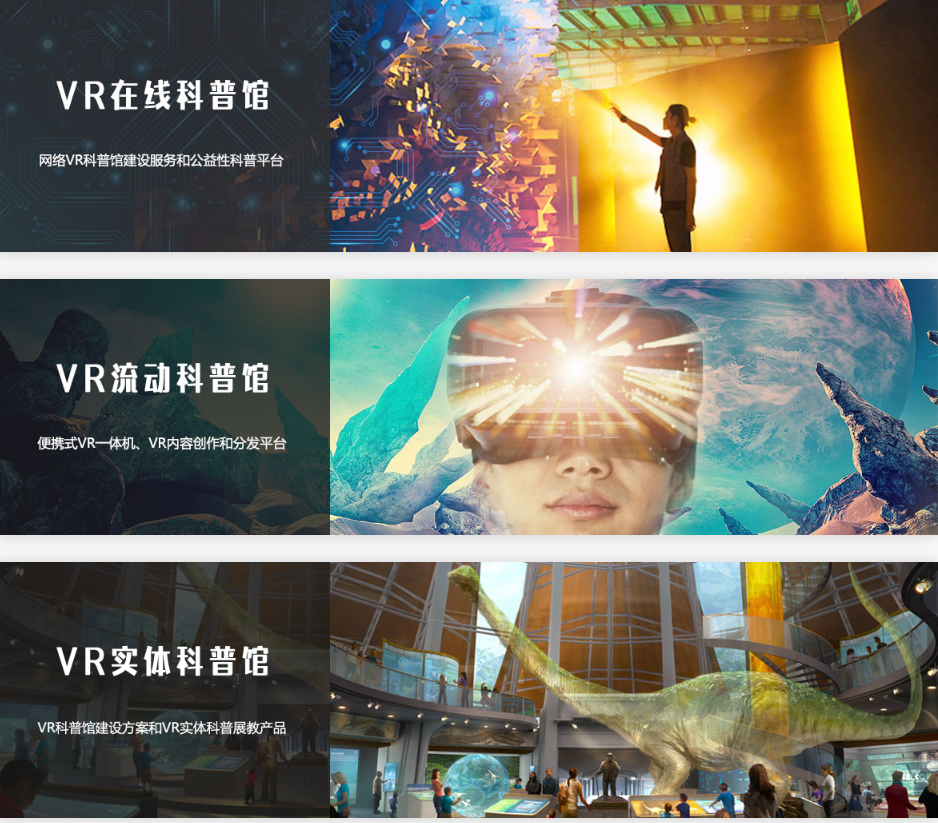 VR在线科普馆
网络VR科普馆建设服务和公益性科普平台
VR流动科普馆
便携式VR一体机、VR内容创作和分发平台
VR实体科普馆
VR科普馆建设方案和VR实体科普展教产品